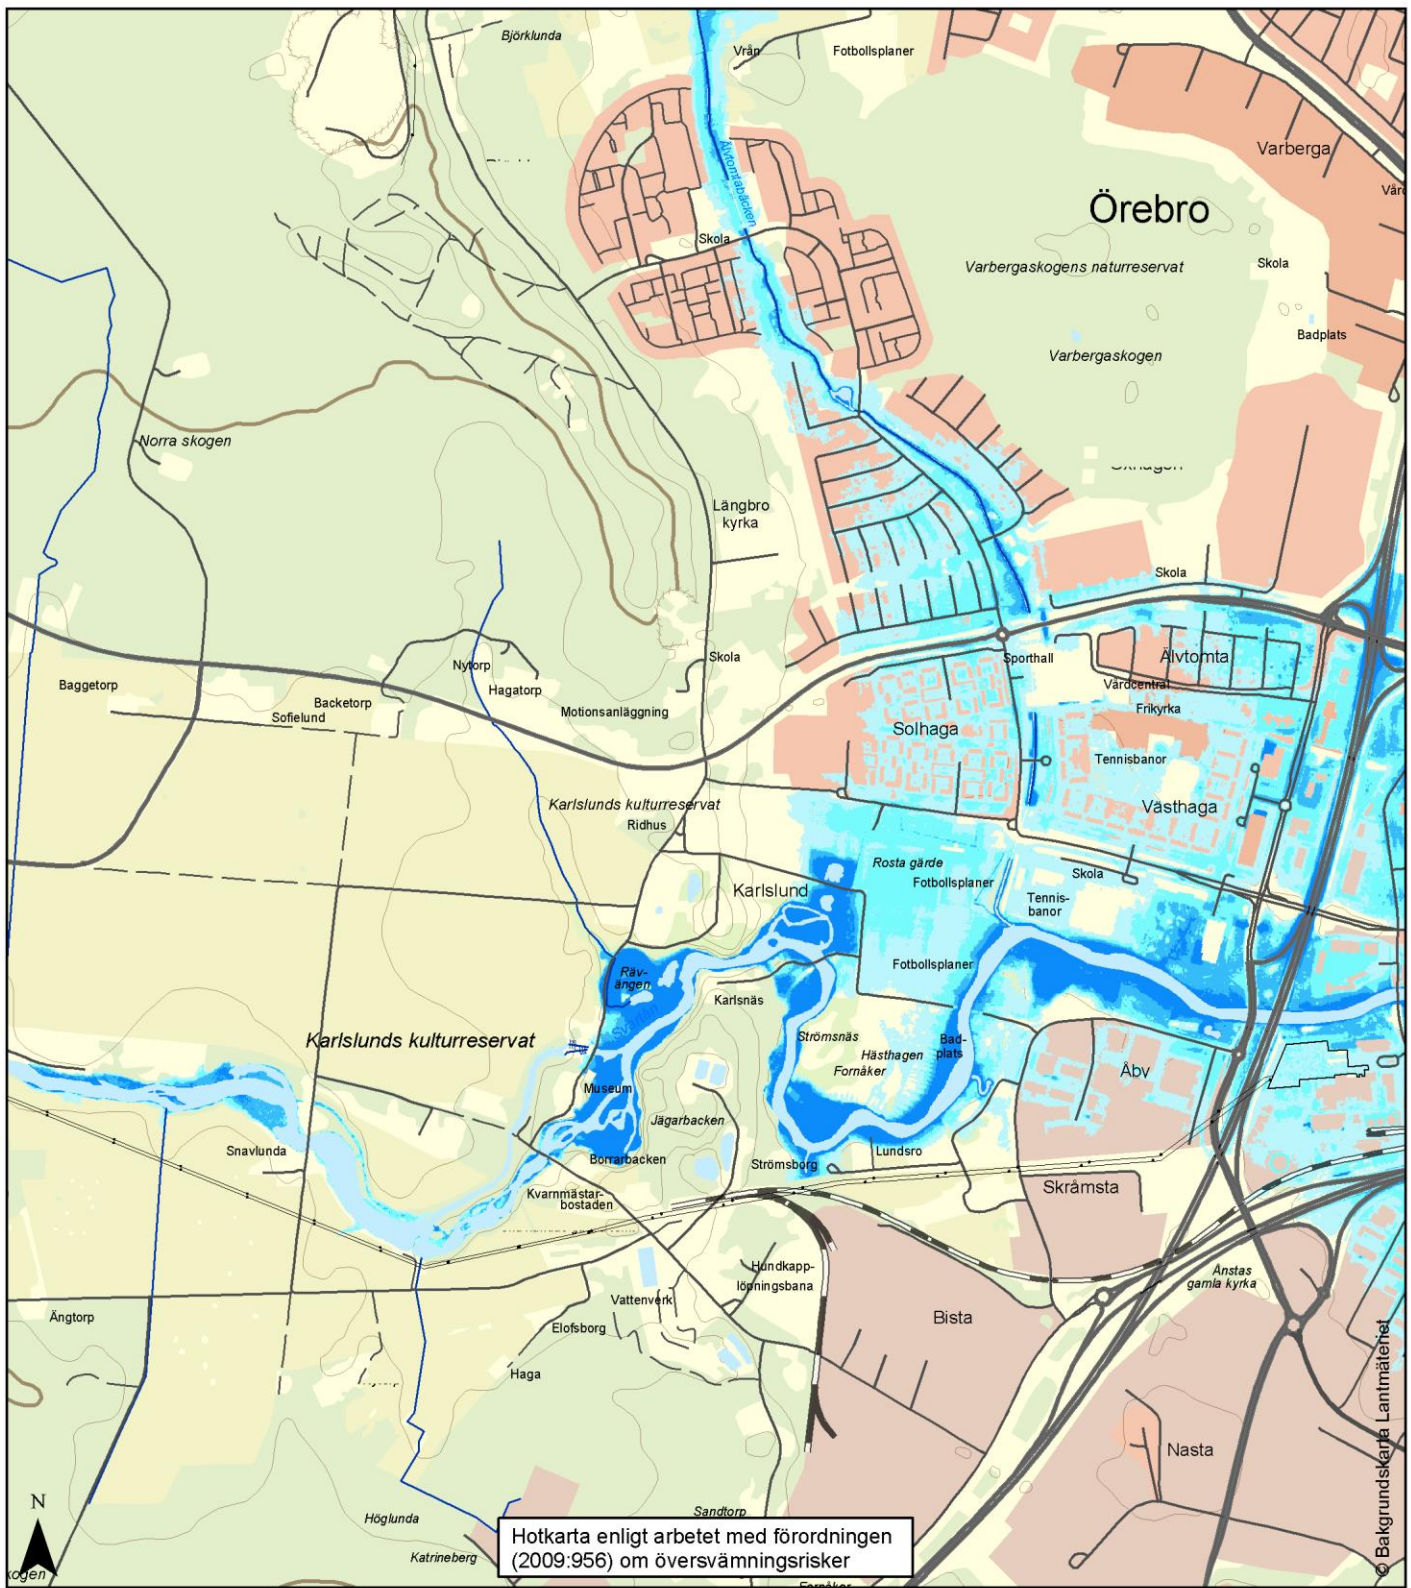 Björklunda
Vrån
Fotbollsplaner
Varberga
Älvtomtabäcken
Örebro
Skola
Varbergaskogens naturreservat
Skola
Badplats
Varbergaskogen
Norra skogen
Längbro
kyrka
Skola
Skola
Sporthall
Älvtomta
Nytorp
Baggetorp
Hagatorp
Vårdcentral
Backetorp
Frikyrka
Sofielund
Motionsanläggning
Solhaga
Tennisbanor
Karlslunds kulturreservat
Västhaga
Ridhus
Rosta gärde
Karlslund
Fotbollsplaner
Skola
Tennis-
banor
Fotbollsplaner
Räv-
ängen
Karlsnäs
Svartån
Strömsnäs
Karlslunds kulturreservat
Bad-
plats
Hästhagen
Fornåker
Åbv
Museum
Jägarbacken
Snavlunda
Borrarbacken
Strömsborg
Lundsro
Kvarnmästar-
bostaden
Skråmsta
Hundkapp-
löpningsbana
Ånstas
gamla kyrka
Vattenverk
Ängtorp
Elofsborg
Bista
Haga
Nasta
© Bakgrundskarta Lantmäteriet
N
Höglunda
Sandtorp
Katrineberg
Hotkarta enligt arbetet med förordningen
(2009:956) om översvämningsrisker